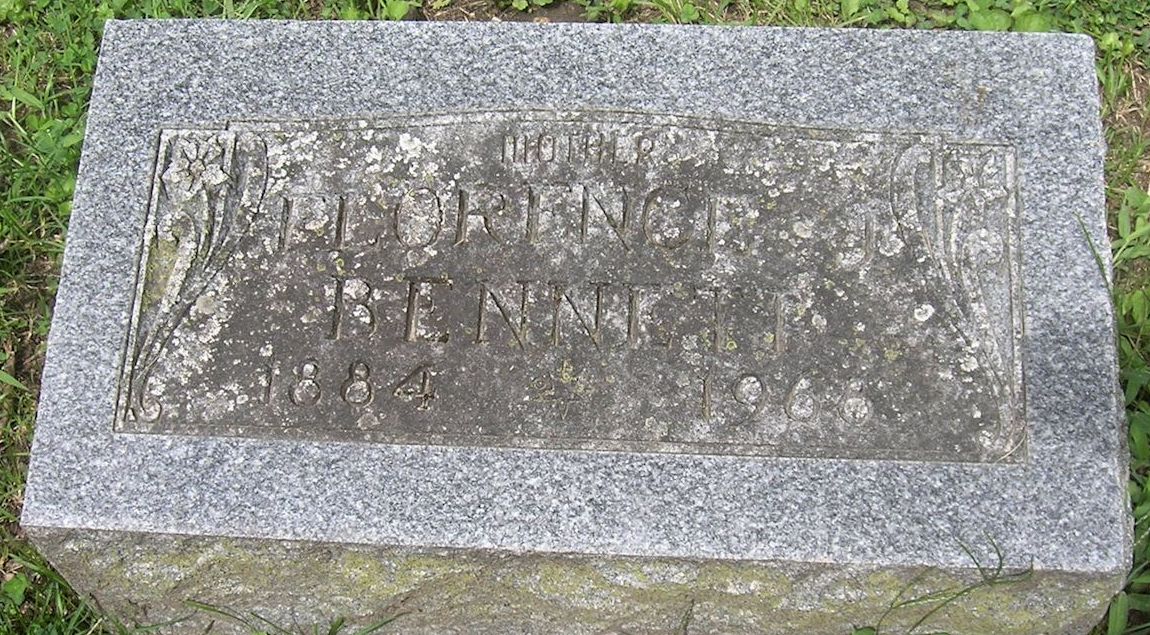 MOTHER
FLORENCE J.
BENNETT
1884 1966